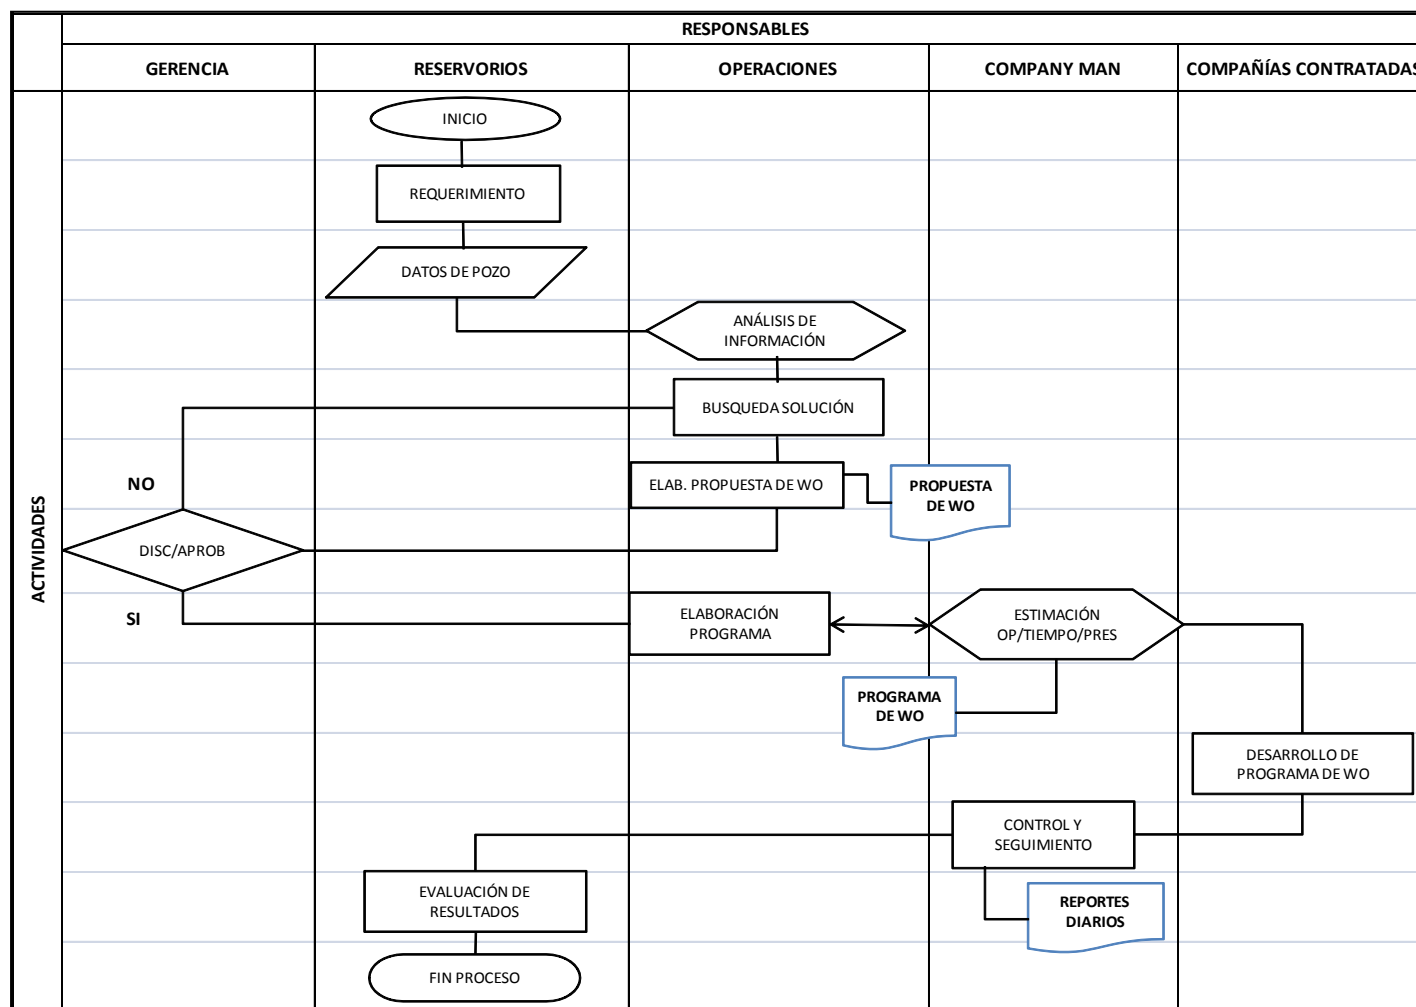 RESPONSABLES
GERENCIA
RESERVORIOS
OPERACIONES
COMPANY MAN
COMPAÑÍAS CONTRATADAS
ACTIVIDADES
INICIO
REQUERIMIENTO
DATOS DE POZO
ANÁLISIS DE
INFORMACIÓN
BUSQUEDA SOLUCIÓN
NO
ELAB. PROPUESTA DE WO
PROPUESTA
DE WO
DISC/APROB
SI
ELABORACIÓN
PROGRAMA
ESTIMACIÓN
OP/TIEMPO/PRES
PROGRAMA
DE WO
DESARROLLO DE
PROGRAMA DE WO
CONTROL Y
SEGUIMIENTO
EVALUACIÓN DE
RESULTADOS
REPORTES
DIARIOS
FIN PROCESO